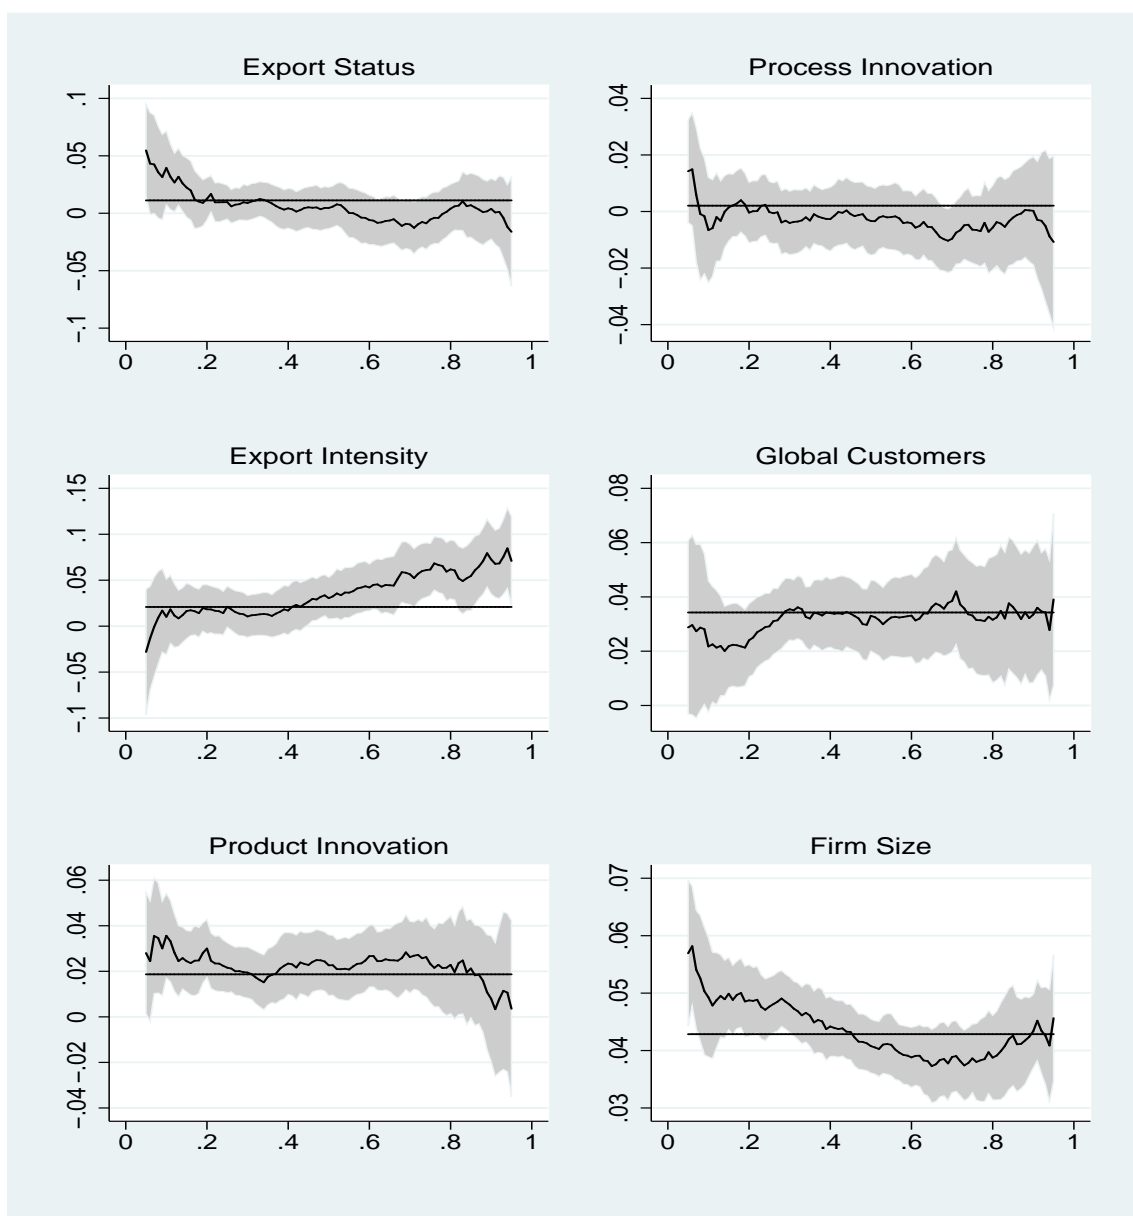 Export Status
.1
.05
0
−.05
−.1
0 .2 .4 .6 .8 1
Process Innovation
.04
.02
0
−.02
−.04
0 .2 .4 .6 .8 1
Export Intensity
.15
.1
.05
0
−.05
−.1
0 .2 .4 .6 .8 1
Global Customers
.08
.06
.04
.02
0
0 .2 .4 .6 .8 1
Product Innovation
.06
.04
.02
0
−.02
−.04
0 .2 .4 .6 .8 1
Firm Size
.07
.06
.05
.04
.03
0 .2 .4 .6 .8 1